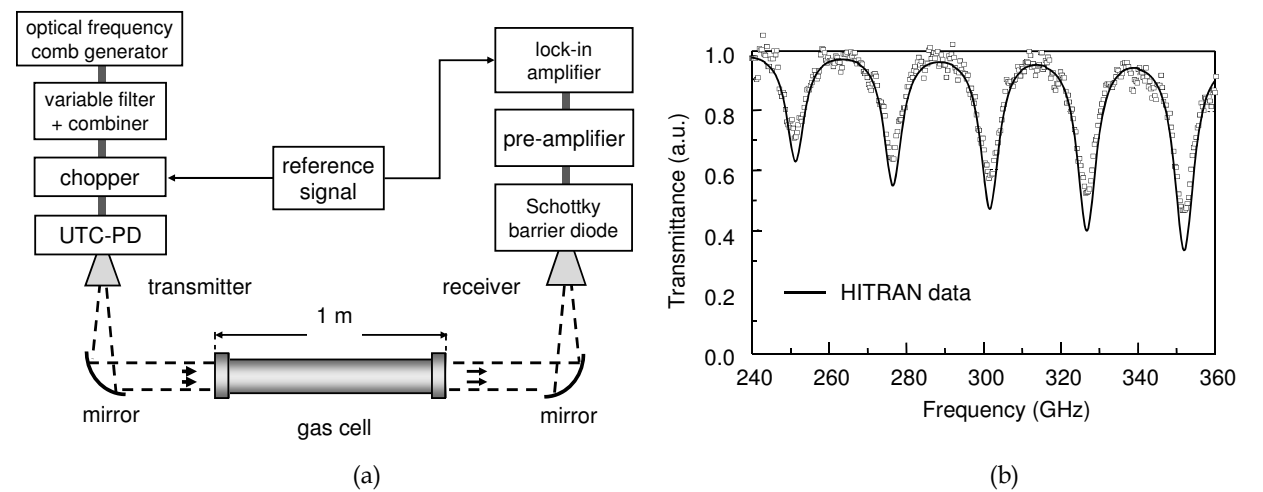 optical frequency
comb generator
variable filter
+ combiner
chopper
UTC-PD
reference
signal
lock-in
amplifier
pre-amplifier
Schottky
barrier diode
transmitter
receiver
1 m
mirror
gas cell
mirror
(a)
Transmittance (a.u.)
1.0
0.8
0.6
0.4
0.2
0.0
HITRAN data
240 260 280 300 320 340 360
Frequency (GHz)
(b)